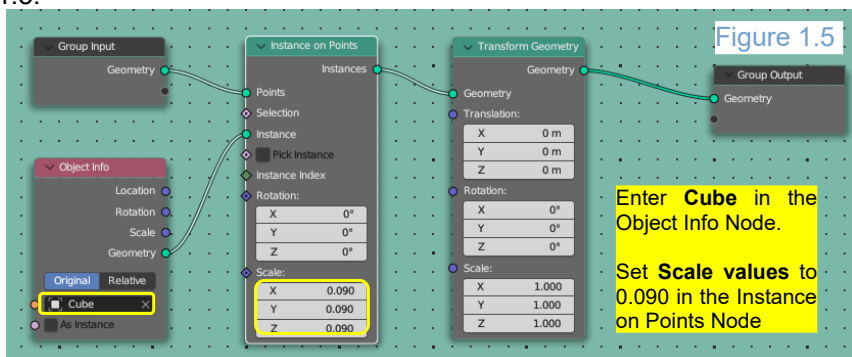 1.5.
Figure 1.5
Group Input
Geometry
Object Info
Location
Rotation
Scale
Geometry
Original Relative
Cube
As Instance
Instance on Points
Instances
Points
Selection
Instance
Pick Instance
Instance Index
Rotation:
X 0°
Y 0°
Z 0°
Scale:
X 0.090
Y 0.090
Z 0.090
Transform Geometry
Geometry
Geometry
Translation:
X 0 m
Y 0 m
Z 0 m
Rotation:
X 0°
Y 0°
Z 0°
Scale:
X 1.000
Y 1.000
Z 1.000
Group Output
Geometry
Enter Cube in the
Object Info Node.
Set Scale values to
0.090 in the Instance
on Points Node